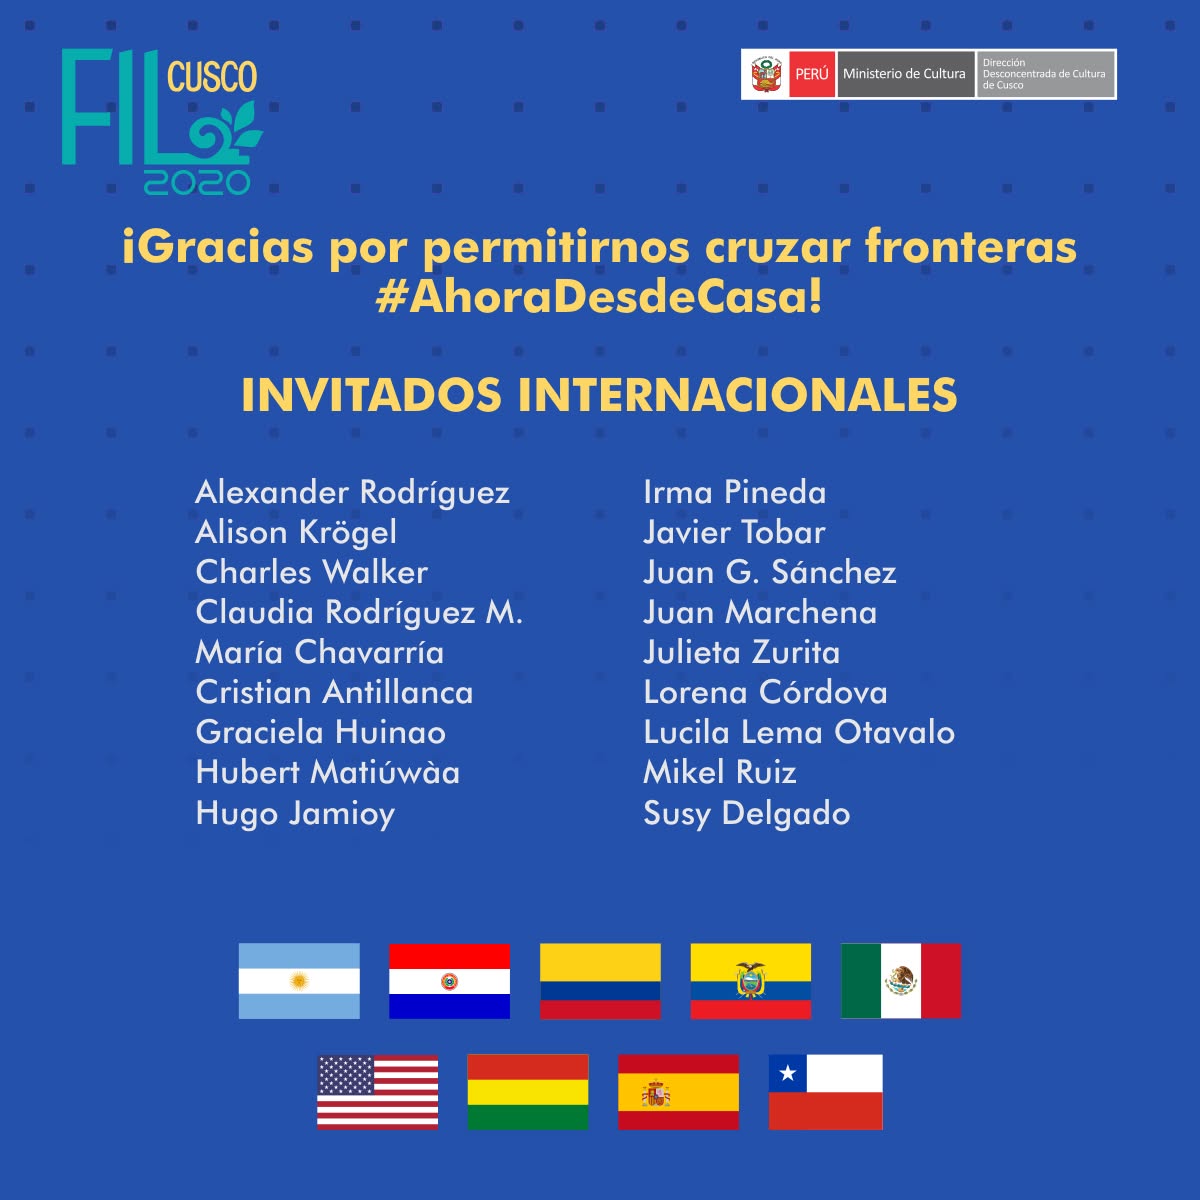 FIL CUSCO
2020
PERÚ
Ministerio de Cultura
Dirección
Desconcentrada de Cultura
de Cusco
¡Gracias por permitirnos cruzar fronteras
#AhoraDesdeCasa!
INVITADOS INTERNACIONALES
Alexander Rodríguez
Alison Krögel
Charles Walker
Claudia Rodríguez M.
María Chavarría
Cristian Antillanca
Graciela Huinao
Hubert Matiúwàa
Hugo Jamioy
Irma Pineda
Javier Tobar
Juan G. Sánchez
Juan Marchena
Julieta Zurita
Lorena Córdova
Lucila Lema Otavalo
Mikel Ruiz
Susy Delgado